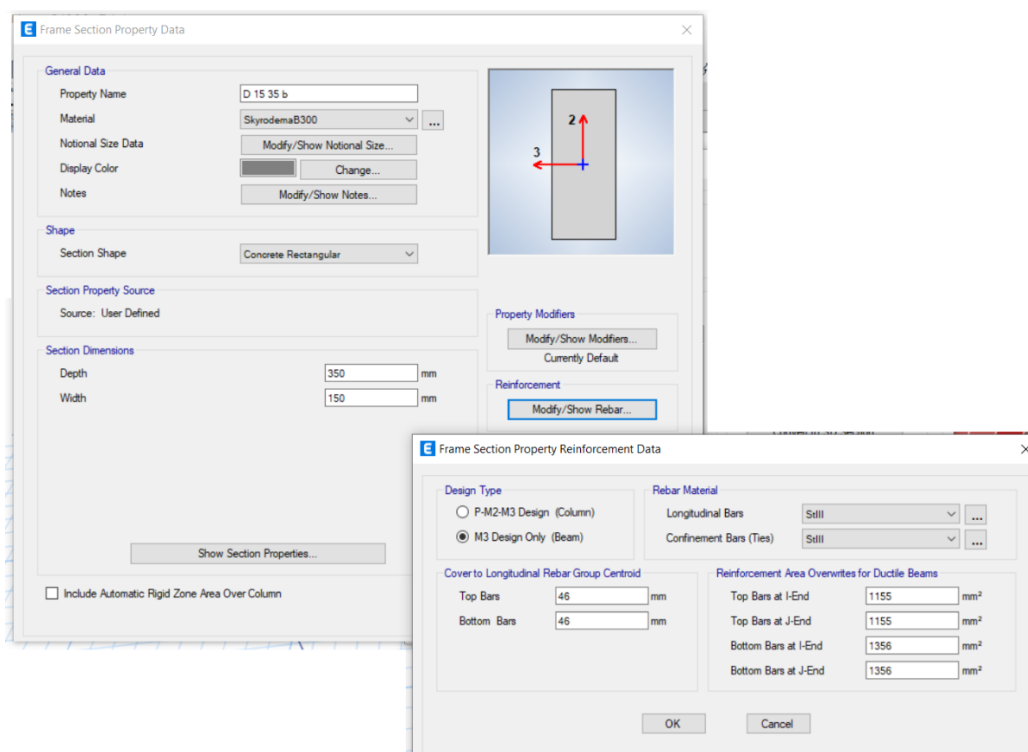 Frame Section Property Data
General Data
Property Name D 15 35 b
Material SkyrodemaB300 ...
Notional Size Data Modify/Show Notional Size...
Display Color Change...
Notes Modify/Show Notes...
2
3
Shape
Section Shape Concrete Rectangular
Section Property Source
Source: User Defined
Property Modifiers
Modify/Show Modifiers...
Currently Default
Section Dimensions
Depth 350 mm
Width 150 mm
Reinforcement
Modify/Show Rebar...
Show Section Properties...
Include Automatic Rigid Zone Area Over Column
Frame Section Property Reinforcement Data
Design Type
P-M2-M3 Design (Column)
M3 Design Only (Beam)
Rebar Material
Longitudinal Bars StIII ...
Confinement Bars (Ties) StIII ...
Cover to Longitudinal Rebar Group Centroid
Top Bars 46 mm
Bottom Bars 46 mm
Reinforcement Area Overwrites for Ductile Beams
Top Bars at I-End 1155 mm²
Top Bars at J-End 1155 mm²
Bottom Bars at I-End 1356 mm²
Bottom Bars at J-End 1356 mm²
OK Cancel